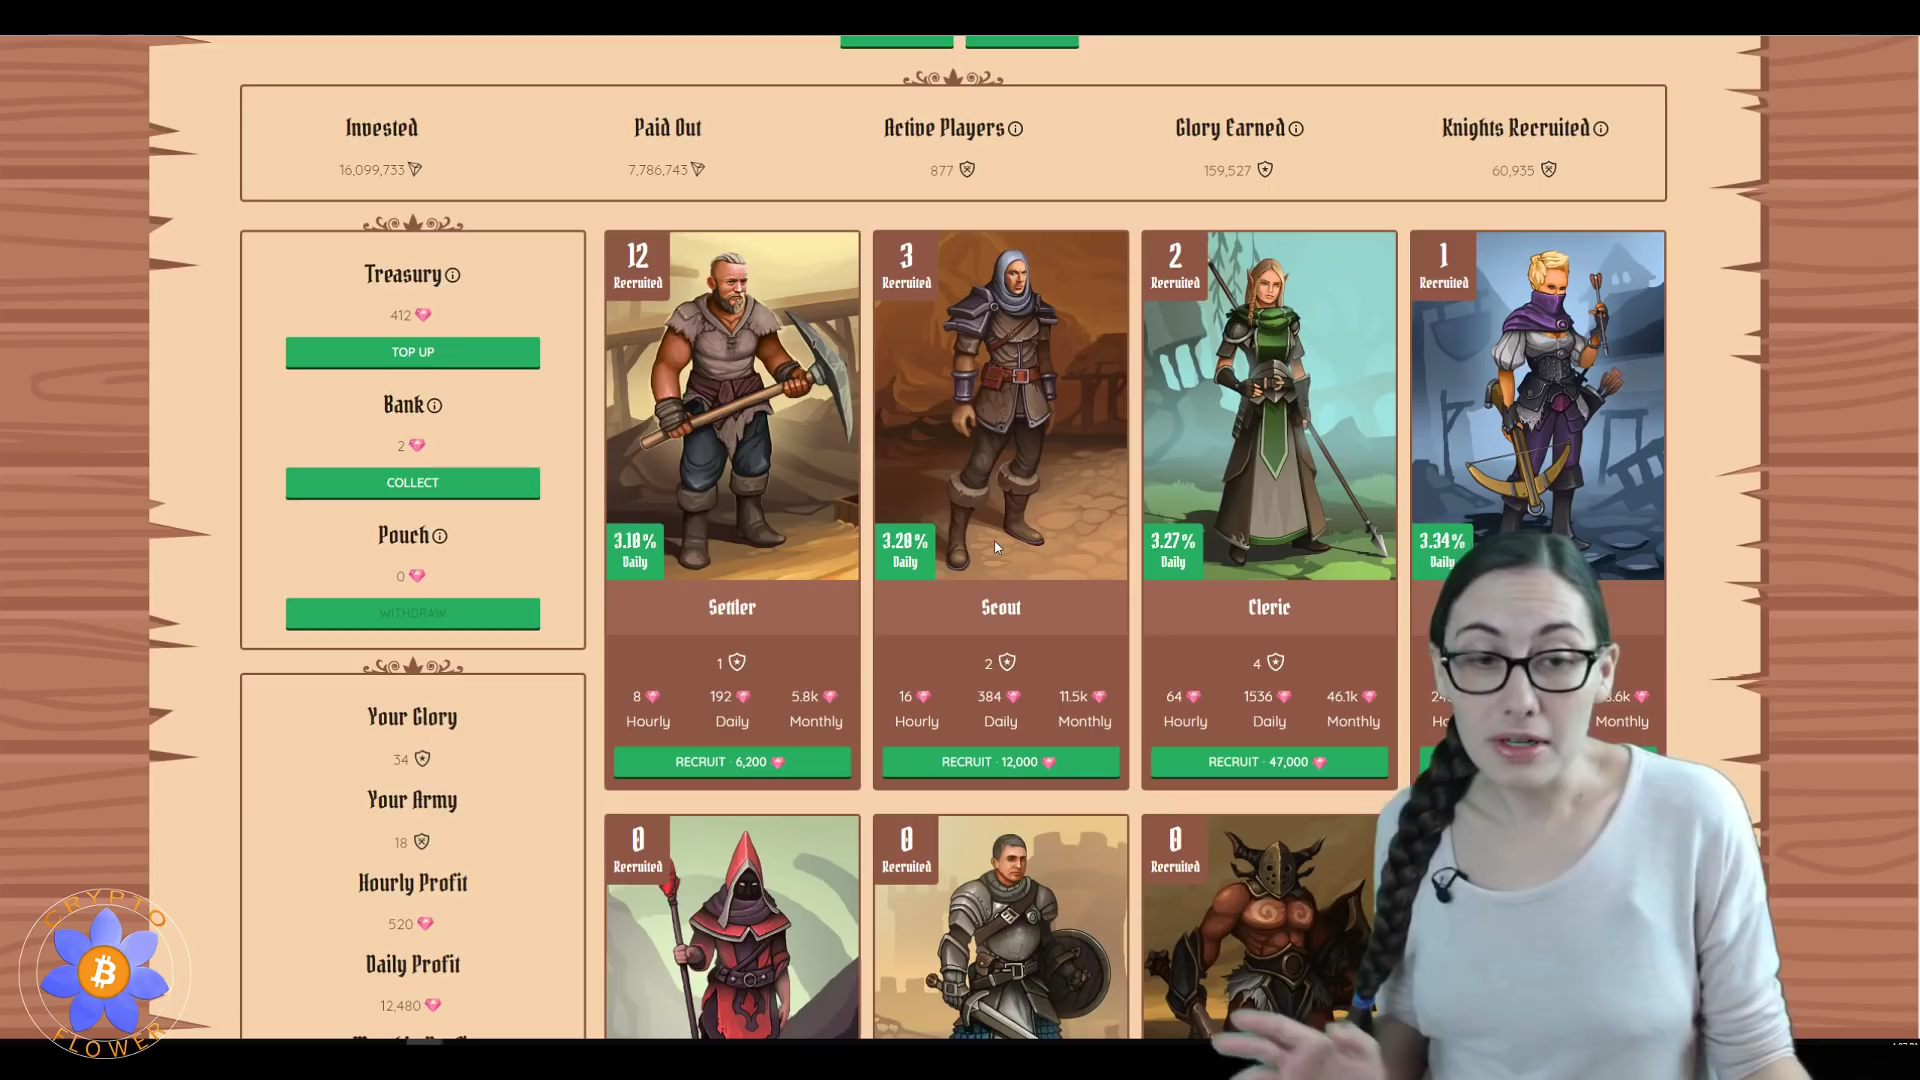 Invested
Paid Out
Active Players
Glory Earned
Knights Recruited
16,099,733
7,786,743
877
159,527
60,935
Treasury
412
TOP UP
Bank
2
COLLECT
Pouch
0
WITHDRAW
Your Glory
34
Your Army
18
Hourly Profit
520
Daily Profit
12,480
12
Recruited
3.10%
Daily
Settler
1
8 192 5.8k
Hourly Daily Monthly
RECRUIT · 6,200
3
Recruited
3.20%
Daily
Scout
2
16 384 11.5k
Hourly Daily Monthly
RECRUIT · 12,000
2
Recruited
3.27%
Daily
Cleric
4
64 1536 46.1k
Hourly Daily Monthly
RECRUIT · 47,000
1
Recruited
3.34%
Daily
Monthly
0
Recruited
0
Recruited
0
Recruited
CRYPTO
FLOWER